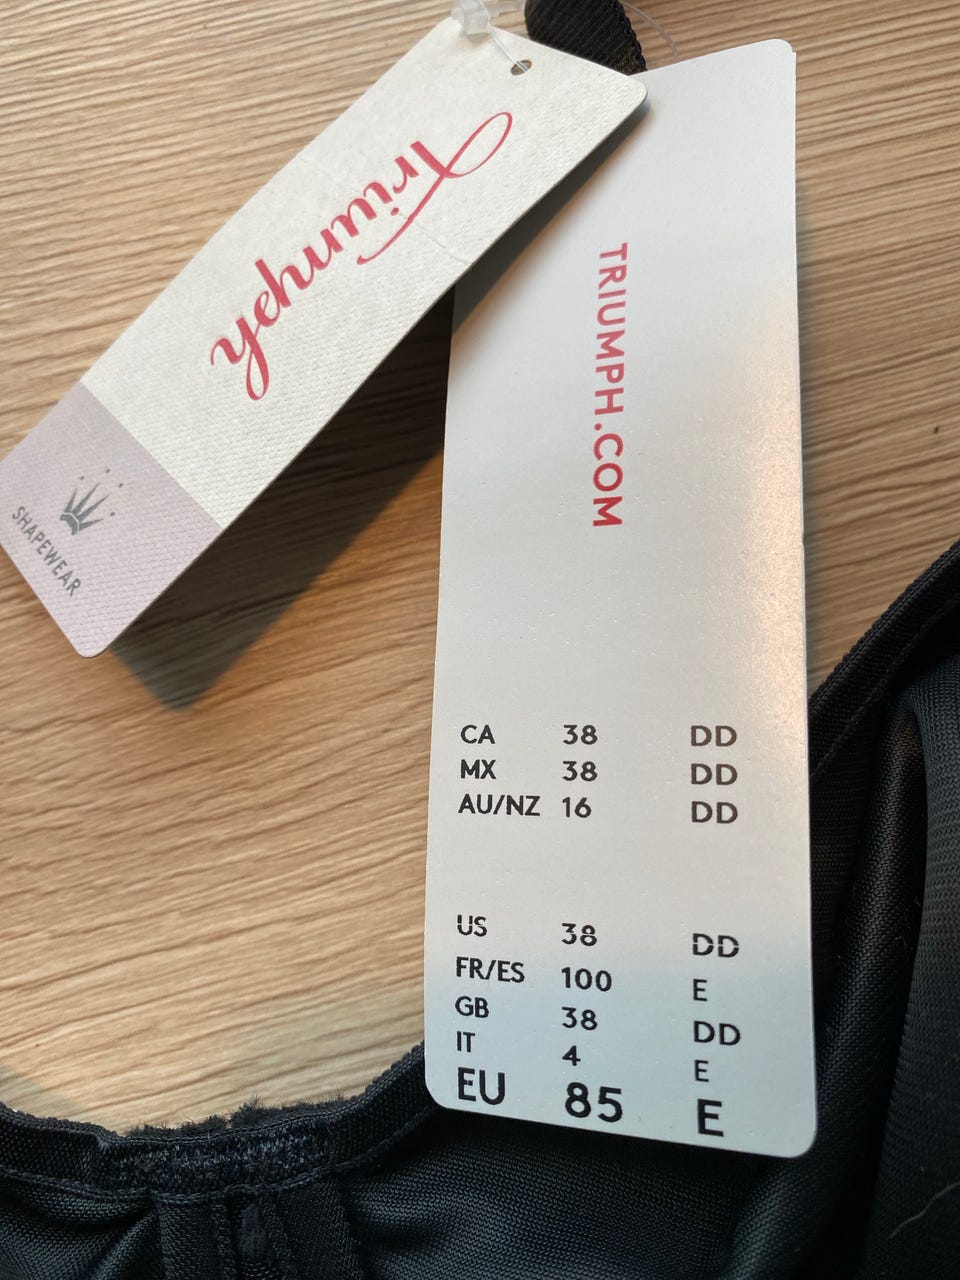 Triumph
SHAPEWEAR
TRIUMPH.COM
CA 38 DD
MX 38 DD
AU/NZ 16 DD
US 38 DD
FR/ES 100 E
GB 38 DD
IT 4 E
EU 85 E